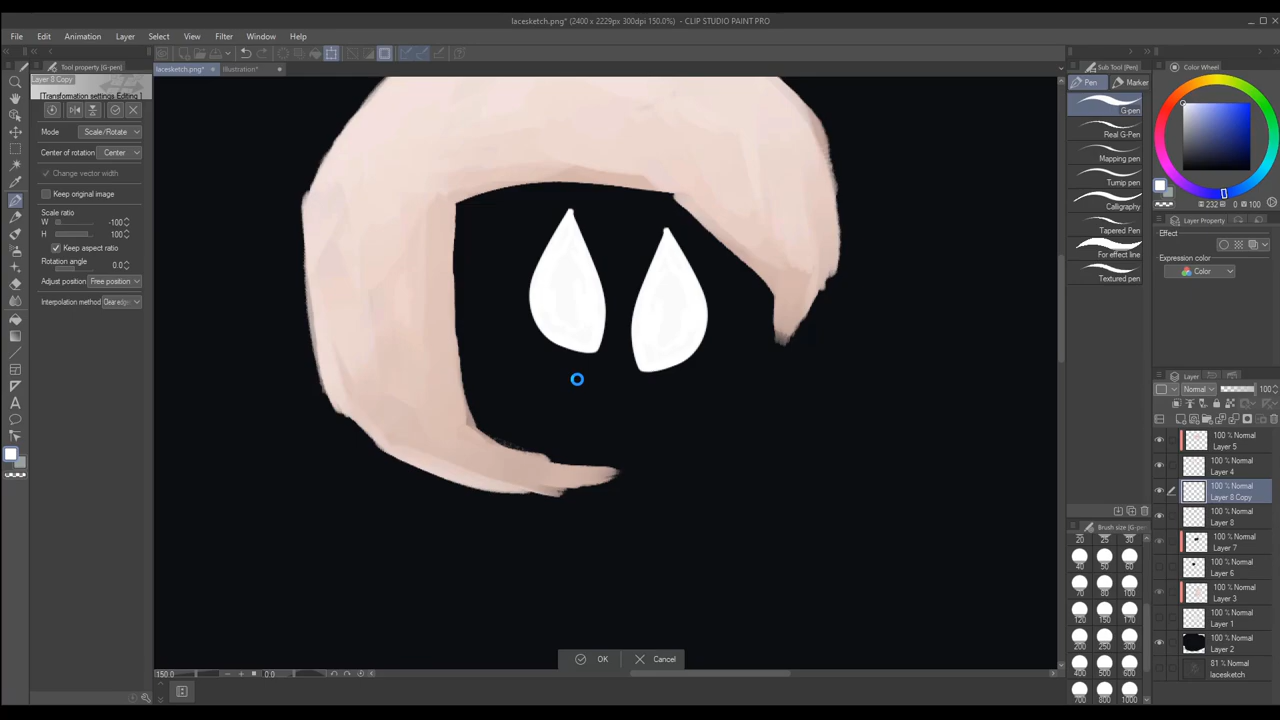 lacesketch.png* (2400 x 2229px 300dpi 150.0%) - CLIP STUDIO PAINT PRO
File Edit Animation Layer Select View Filter Window Help
Tool property [G-pen]
Layer 8 Copy
[Transformation settings Editing ]
Mode Scale/Rotate
Center of rotation Center
Change vector width
Keep original image
Scale ratio
W -100
H 100
Keep aspect ratio
Rotation angle 0.0
Adjust position Free position
Interpolation method Clear edges
lacesketch.png* Illustration*
150.0 0.0
OK Cancel
Sub Tool [Pen]
Pen Marker
G-pen
Real G-Pen
Mapping pen
Turnip pen
Calligraphy
Tapered Pen
For effect line
Textured pen
Brush size [G-pen]
20 25 30
40 50 60
70 80 100
120 150 170
200 250 300
400 500 600
700 800 1000
Color Wheel
232 0 100
Layer Property
Effect
Expression color
Color
Layer
Normal 100
100 % Normal
Layer 5
100 % Normal
Layer 4
100 % Normal
Layer 8 Copy
100 % Normal
Layer 8
100 % Normal
Layer 7
100 % Normal
Layer 6
100 % Normal
Layer 3
100 % Normal
Layer 1
100 % Normal
Layer 2
81 % Normal
lacesketch